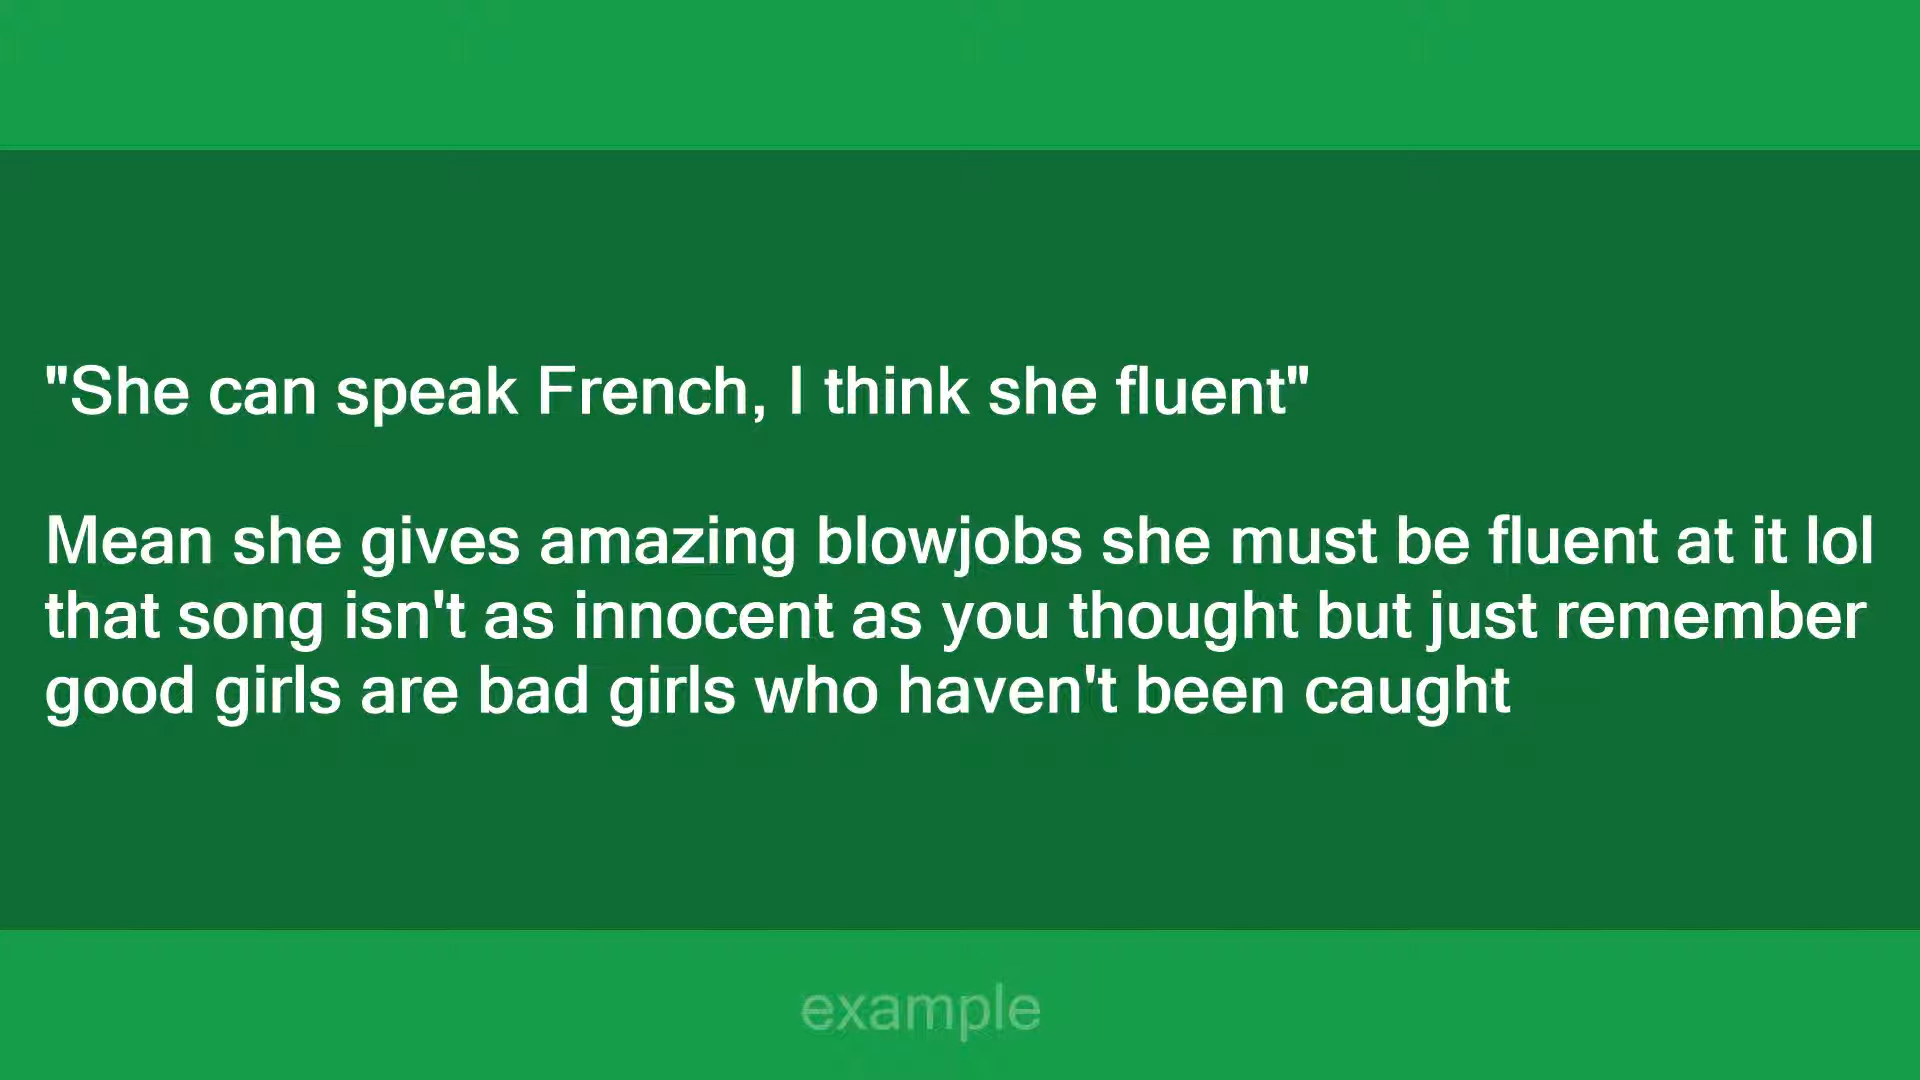 "She can speak French, I think she fluent"
Mean she gives amazing blowjobs she must be fluent at it lol
that song isn't as innocent as you thought but just remember
good girls are bad girls who haven't been caught
example